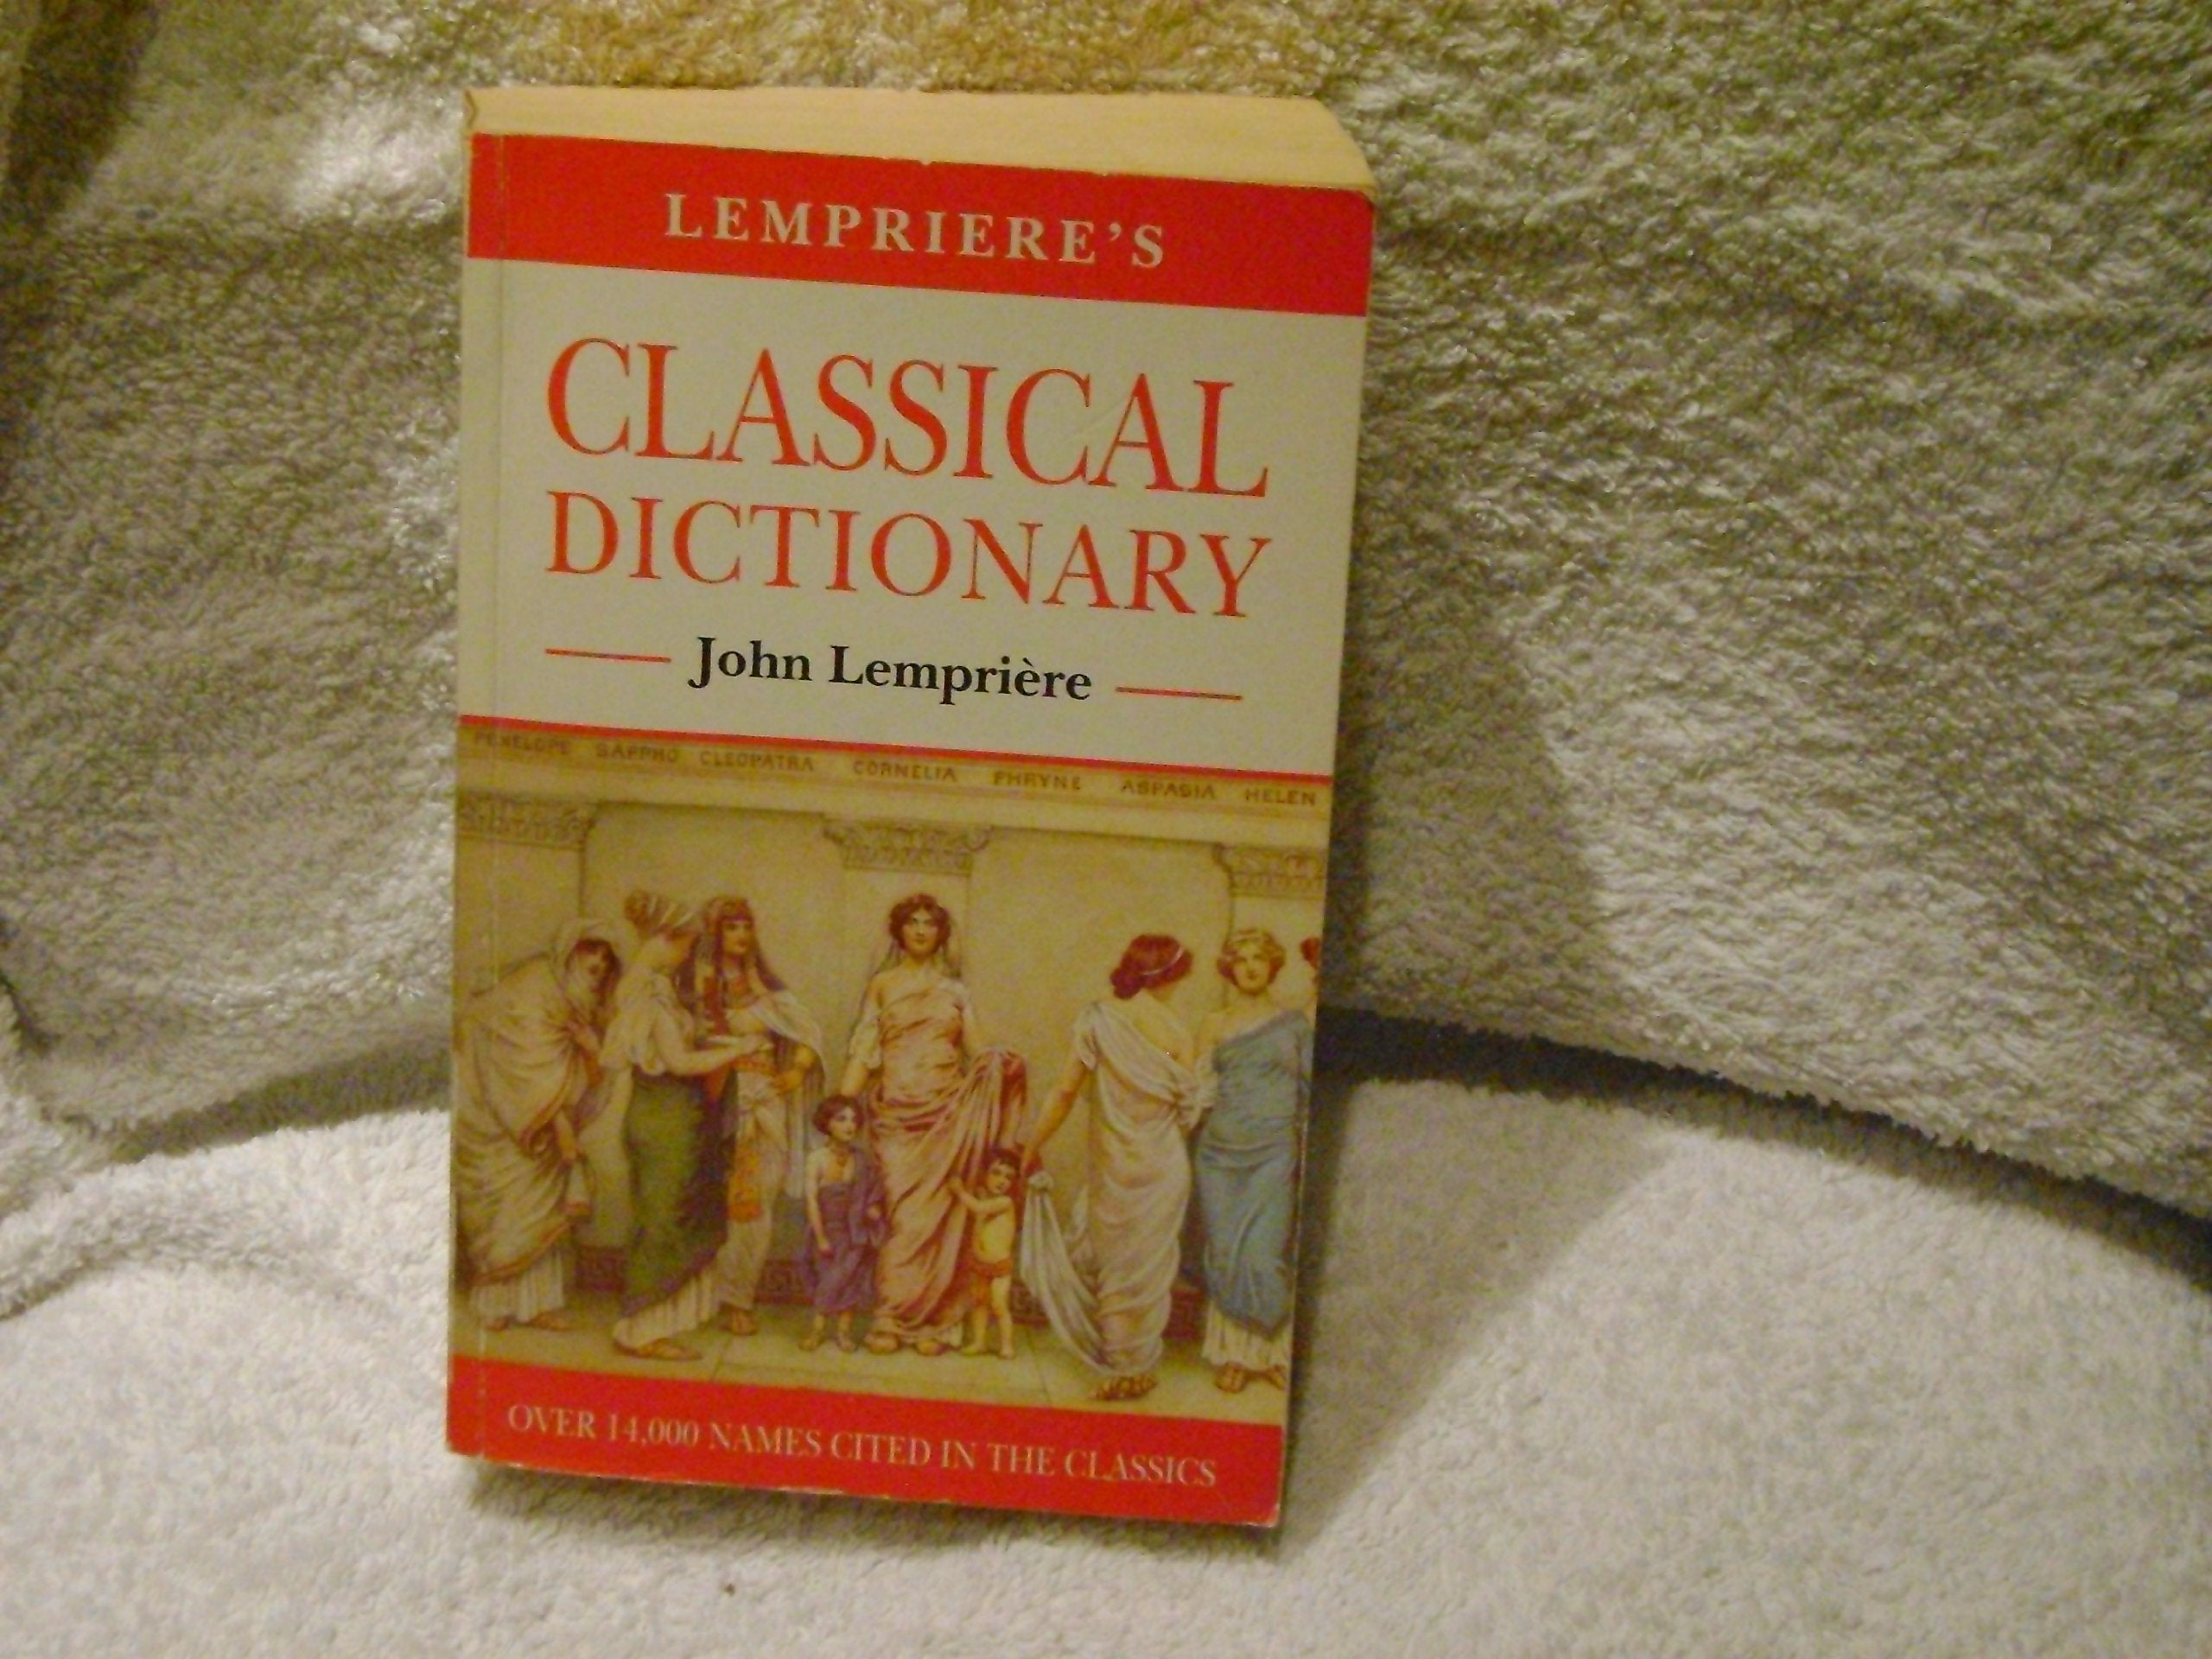 LEMPRIERE'S
CLASSICAL
DICTIONARY
John Lemprière
PENELOPE SAPPHO CLEOPATRA CORNELIA PHRYNE ASPASIA HELEN
OVER 14,000 NAMES CITED IN THE CLASSICS